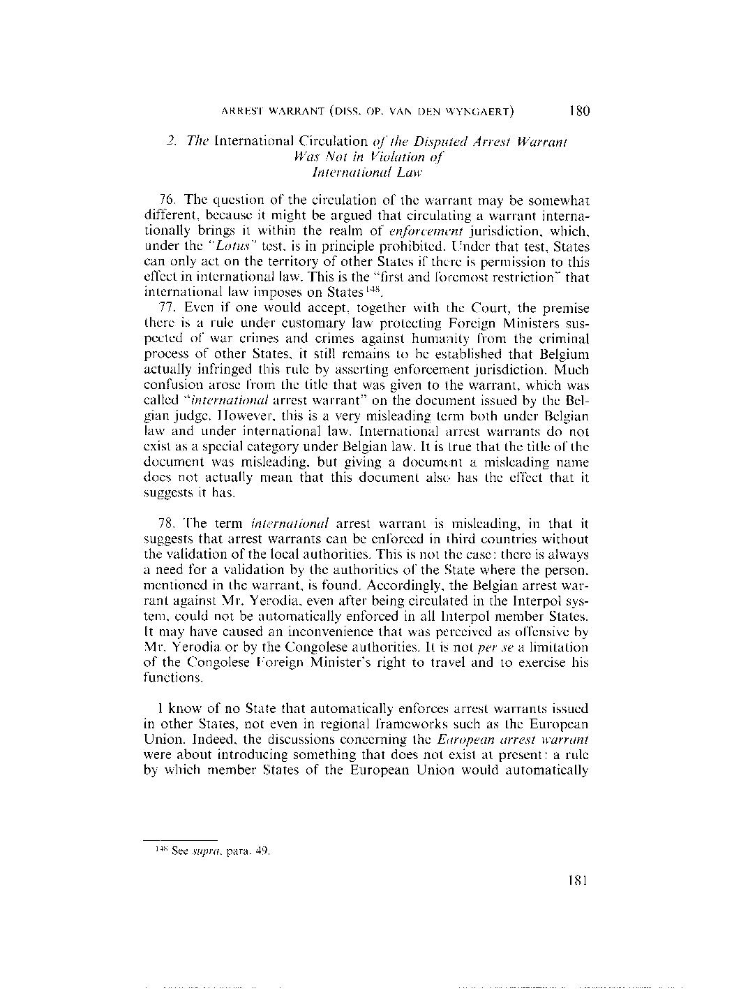 ARREST WARRANT (DISS. OP. VAN DEN WYNGAERT) 180
2. The International Circulation of the Disputed Arrest Warrant
Was Not in Violation of
International Law
76. The question of the circulation of the warrant may be somewhat
different, because it might be argued that circulating a warrant interna-
tionally brings it within the realm of enforcement jurisdiction, which,
under the "Lotus" test, is in principle prohibited. Under that test, States
can only act on the territory of other States if there is permission to this
effect in international law. This is the "first and foremost restriction" that
international law imposes on States 148.
77. Even if one would accept, together with the Court, the premise
there is a rule under customary law protecting Foreign Ministers sus-
pected of war crimes and crimes against humanity from the criminal
process of other States, it still remains to be established that Belgium
actually infringed this rule by asserting enforcement jurisdiction. Much
confusion arose from the title that was given to the warrant, which was
called "international arrest warrant" on the document issued by the Bel-
gian judge. However, this is a very misleading term both under Belgian
law and under international law. International arrest warrants do not
exist as a special category under Belgian law. It is true that the title of the
document was misleading, but giving a document a misleading name
does not actually mean that this document also has the effect that it
suggests it has.
78. The term international arrest warrant is misleading, in that it
suggests that arrest warrants can be enforced in third countries without
the validation of the local authorities. This is not the case: there is always
a need for a validation by the authorities of the State where the person,
mentioned in the warrant, is found. Accordingly, the Belgian arrest war-
rant against Mr. Yerodia, even after being circulated in the Interpol sys-
tem, could not be automatically enforced in all Interpol member States.
It may have caused an inconvenience that was perceived as offensive by
Mr. Yerodia or by the Congolese authorities. It is not per se a limitation
of the Congolese Foreign Minister's right to travel and to exercise his
functions.
I know of no State that automatically enforces arrest warrants issued
in other States, not even in regional frameworks such as the European
Union. Indeed, the discussions concerning the European arrest warrant
were about introducing something that does not exist at present: a rule
by which member States of the European Union would automatically
148 See supra, para. 49.
181